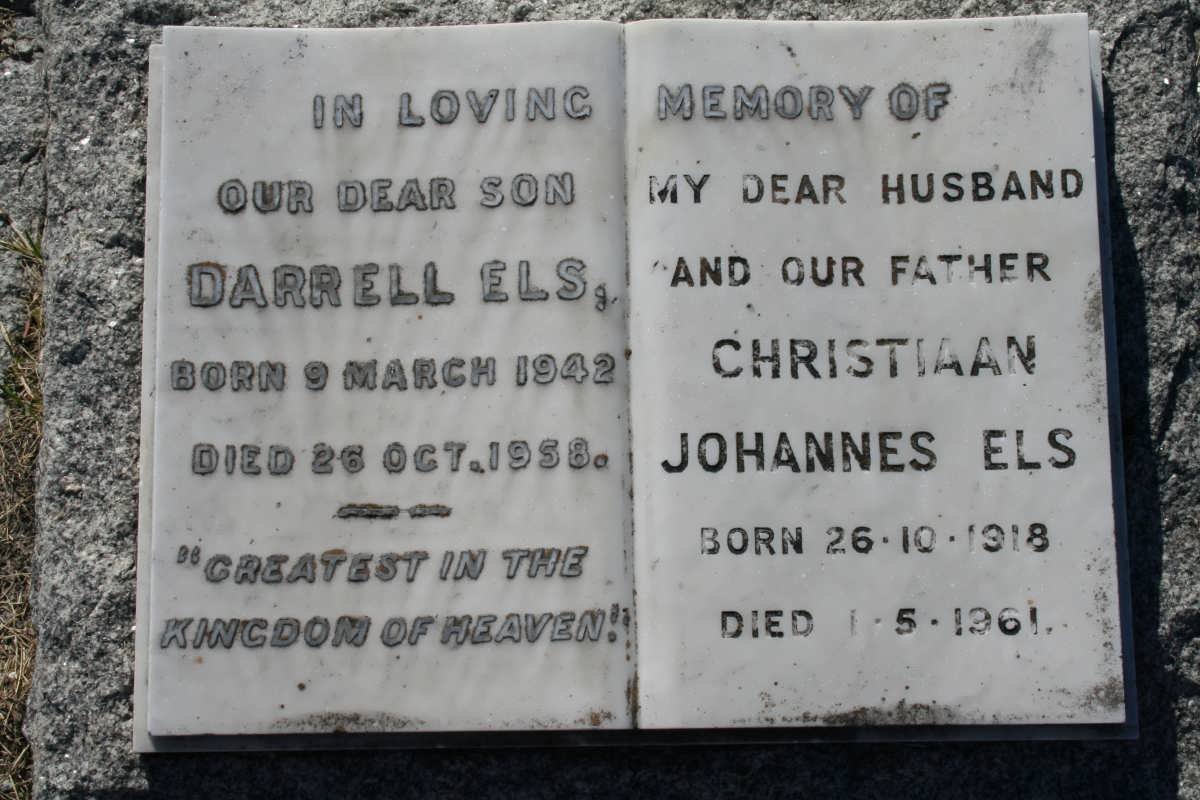 IN LOVING MEMORY OF
OUR DEAR SON
DARRELL ELS,
BORN 9 MARCH 1942
DIED 26 OCT. 1958.
"GREATEST IN THE
KINGDOM OF HEAVEN."
MY DEAR HUSBAND
AND OUR FATHER
CHRISTIAAN
JOHANNES ELS
BORN 26·10·1918
DIED 1·5·1961.